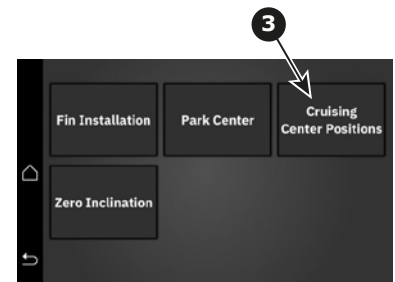 3
Fin Installation
Park Center
Cruising
Center Positions
Zero Inclination